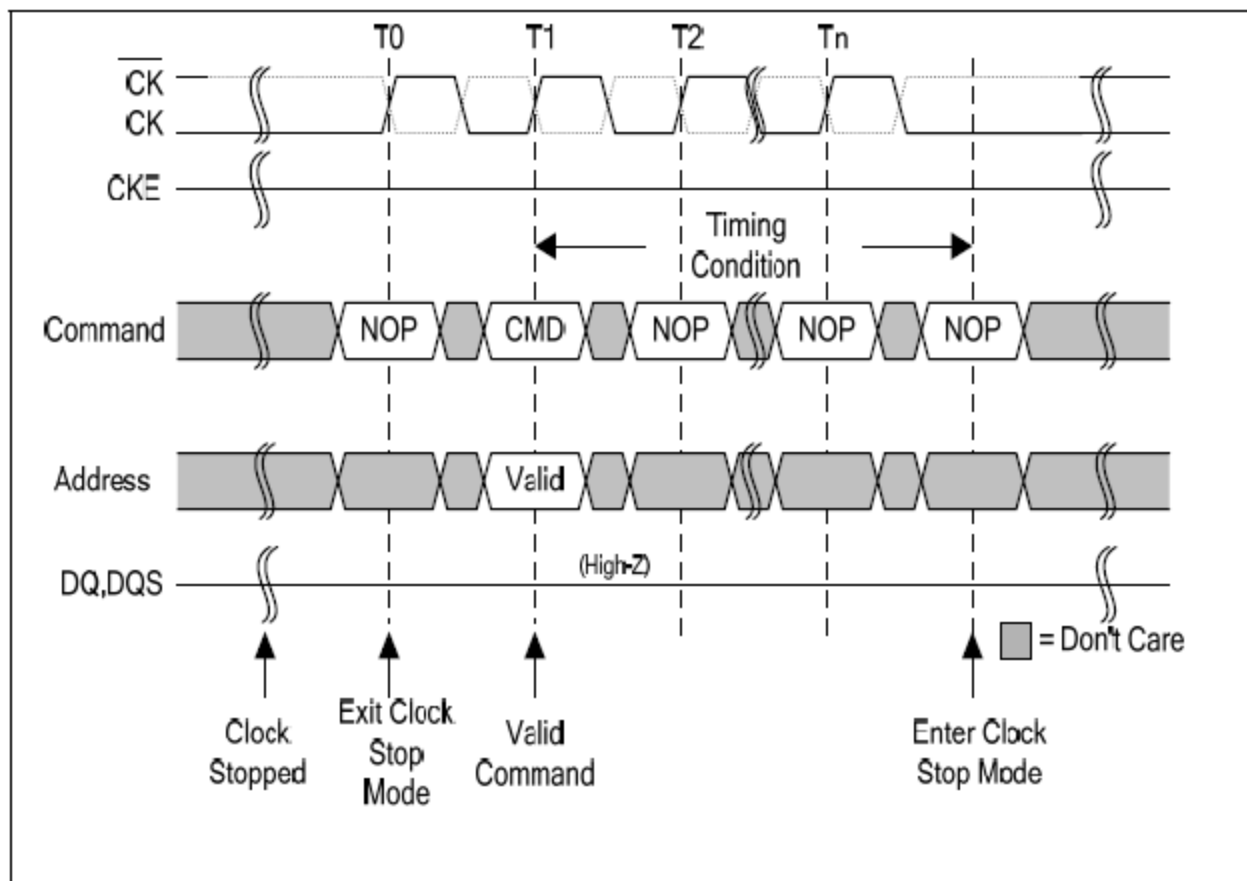 T0 T1 T2 Tn
CK
CK
CKE
Timing
Condition
Command NOP CMD NOP NOP NOP
Address Valid
(High-Z)
DQ,DQS
= Don't Care
Clock
Stopped
Exit Clock
Stop
Mode
Valid
Command
Enter Clock
Stop Mode